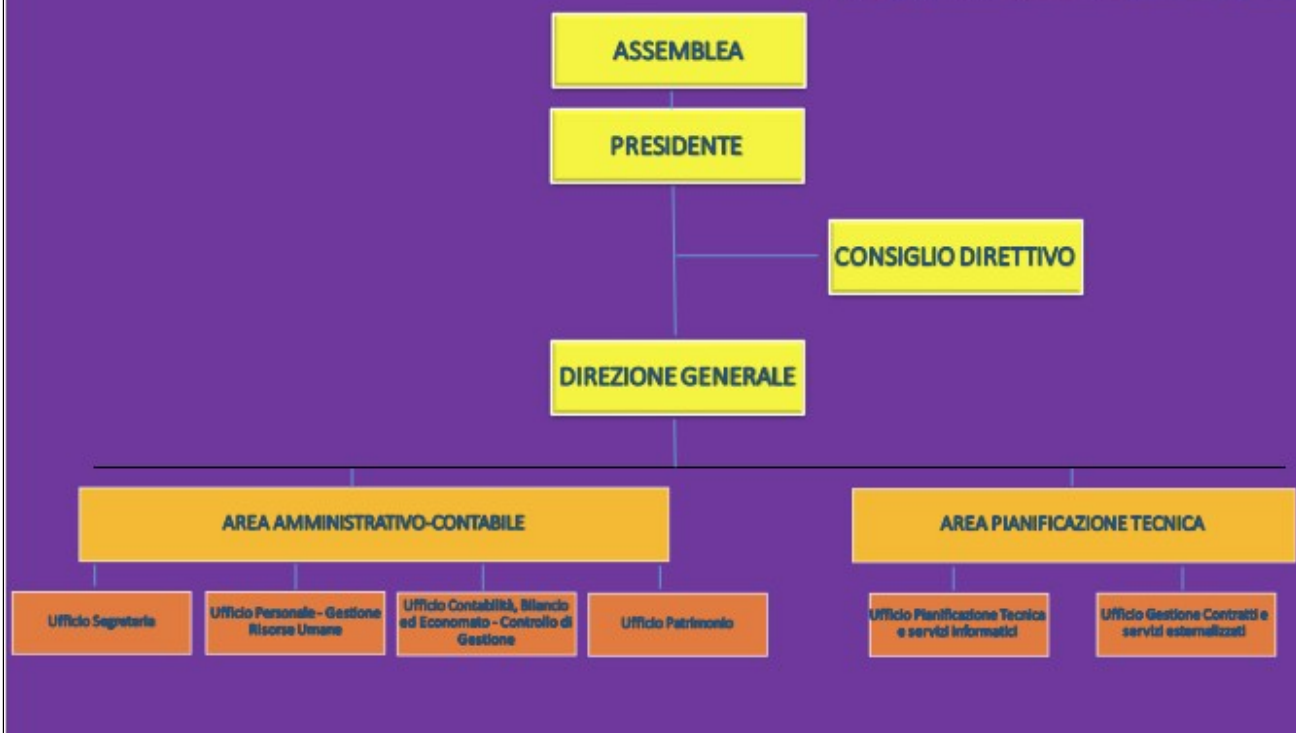 ASSEMBLEA
PRESIDENTE
CONSIGLIO DIRETTIVO
DIREZIONE GENERALE
AREA AMMINISTRATIVO-CONTABILE
AREA PIANIFICAZIONE TECNICA
Ufficio Segreteria
Ufficio Personale - Gestione
Risorse Umane
Ufficio Contabilità, Bilancio
ed Economato - Controllo di
Gestione
Ufficio Patrimonio
Ufficio Pianificazione Tecnica
e servizi informatici
Ufficio Gestione Contratti e
servizi esternalizzati